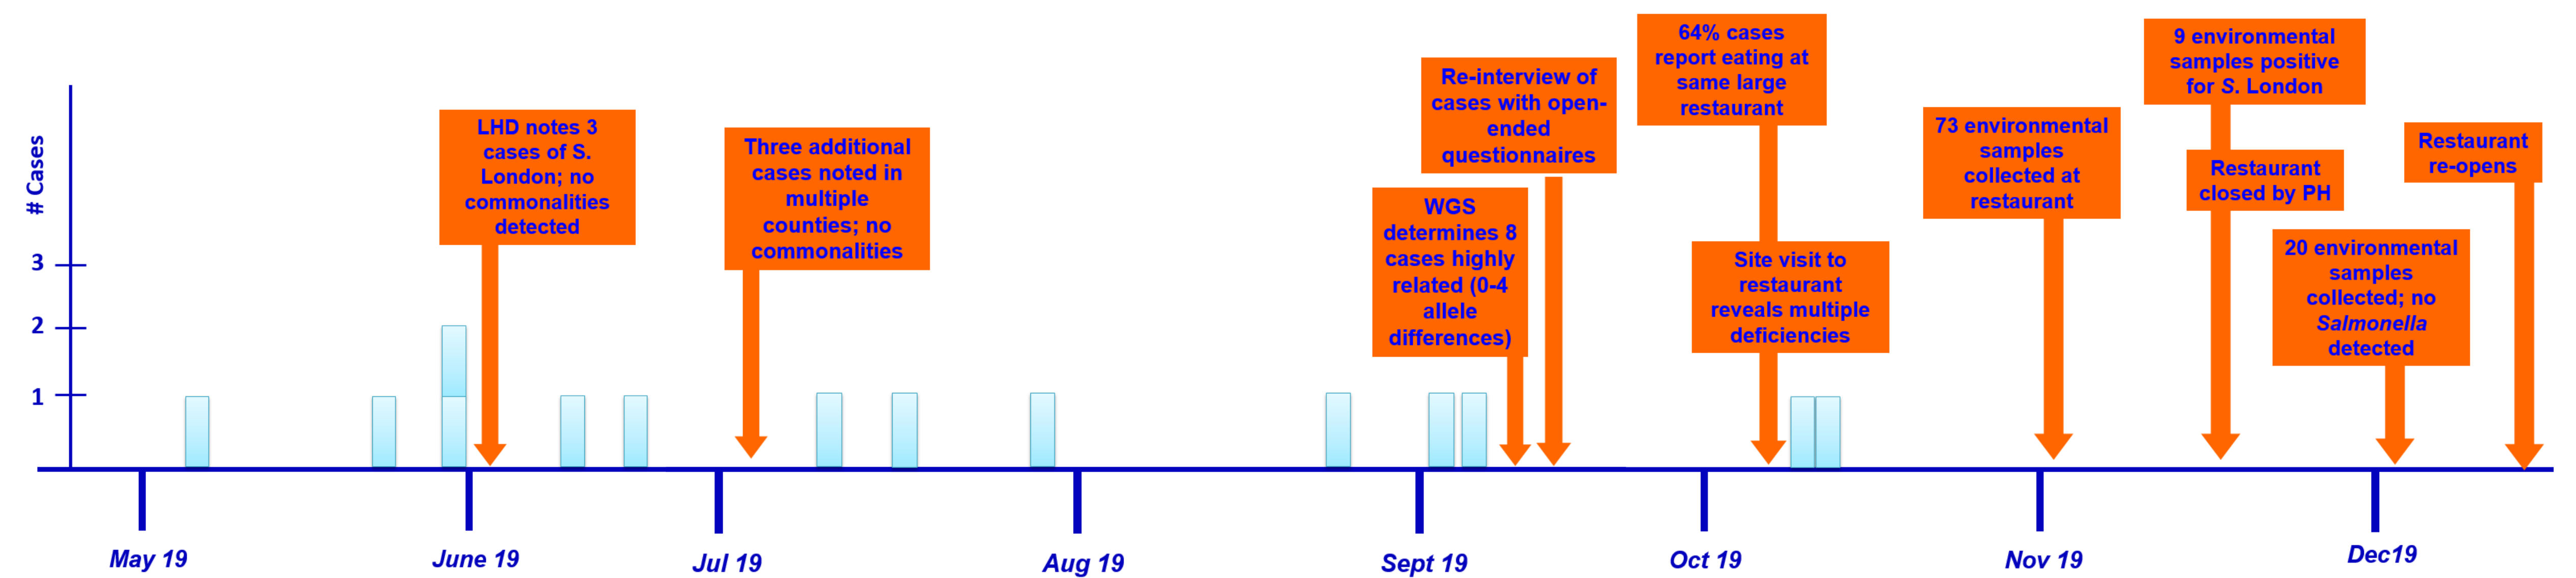 # Cases
3
2
1
LHD notes 3
cases of S.
London; no
commonalities
detected
Three additional
cases noted in
multiple
counties; no
commonalities
WGS
determines 8
cases highly
related (0-4
allele
differences)
Re-interview of
cases with open-
ended
questionnaires
64% cases
report eating at
same large
restaurant
Site visit to
restaurant
reveals multiple
deficiencies
73 environmental
samples
collected at
restaurant
9 environmental
samples positive
for S. London
Restaurant
closed by PH
20 environmental
samples
collected; no
Salmonella
detected
Restaurant
re-opens
May 19
June 19
Jul 19
Aug 19
Sept 19
Oct 19
Nov 19
Dec19